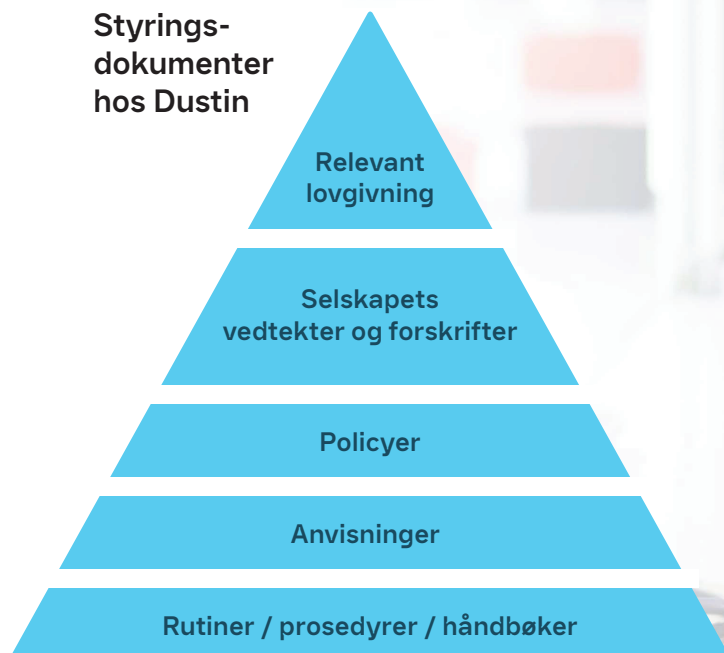 Styrings-
dokumenter
hos Dustin
Relevant
lovgivning
Selskapets
vedtekter og forskrifter
Policyer
Anvisninger
Rutiner / prosedyrer / håndbøker